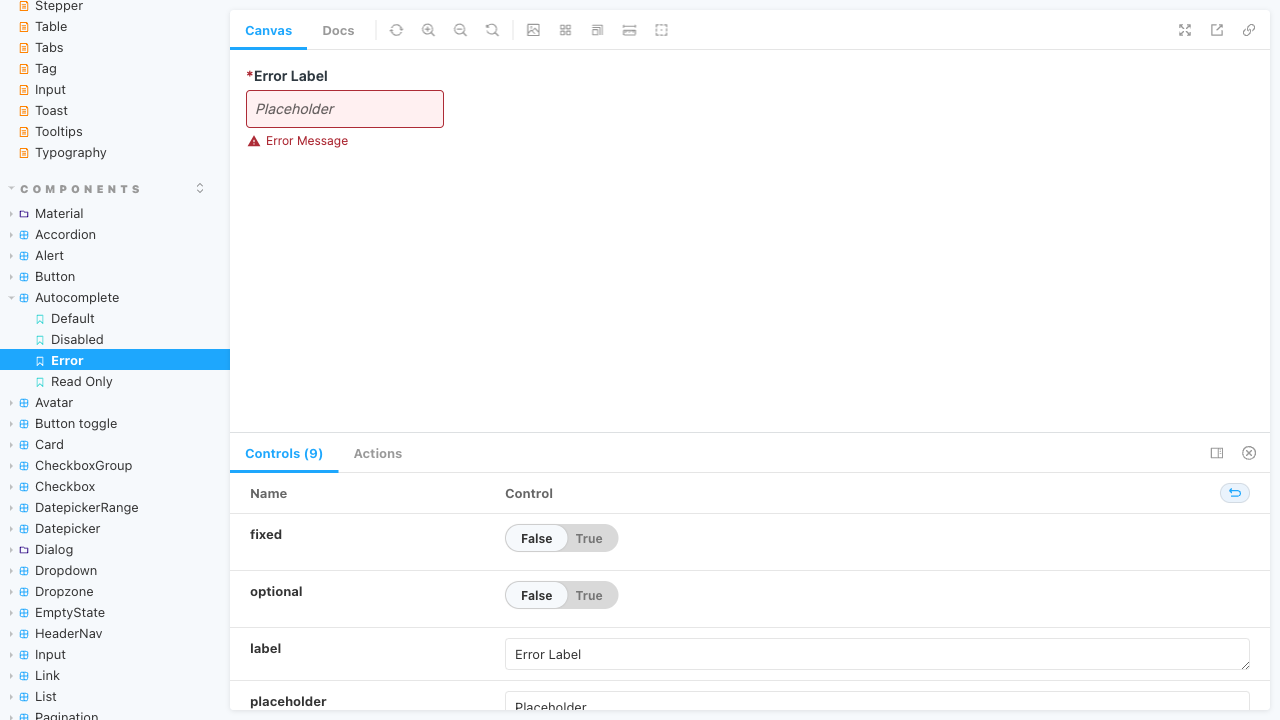 Stepper
Table
Tabs
Tag
Input
Toast
Tooltips
Typography
COMPONENTS
Material
Accordion
Alert
Button
Autocomplete
Default
Disabled
Error
Read Only
Avatar
Button toggle
Card
CheckboxGroup
Checkbox
DatepickerRange
Datepicker
Dialog
Dropdown
Dropzone
EmptyState
HeaderNav
Input
Link
List
Pagination
Canvas Docs
*Error Label
Placeholder
Error Message
Controls (9) Actions
Name Control
fixed False True
optional False True
label Error Label
placeholder Placeholder